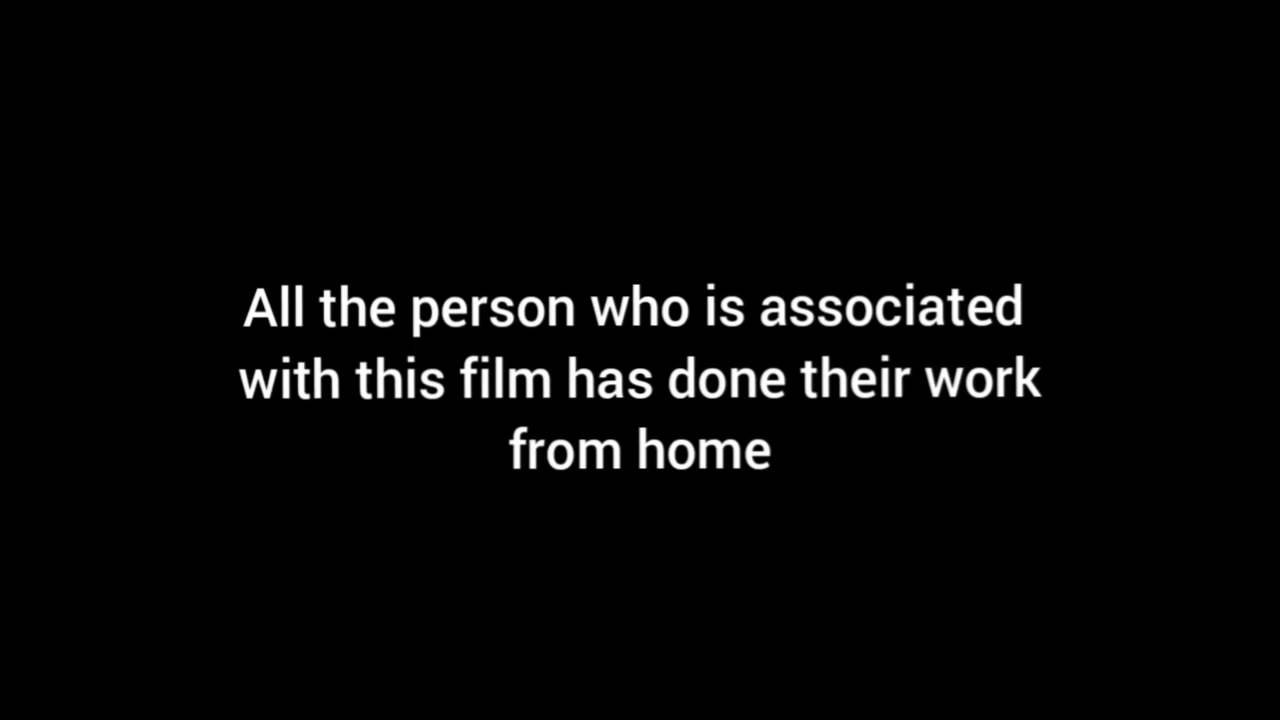 All the person who is associated
with this film has done their work
from home